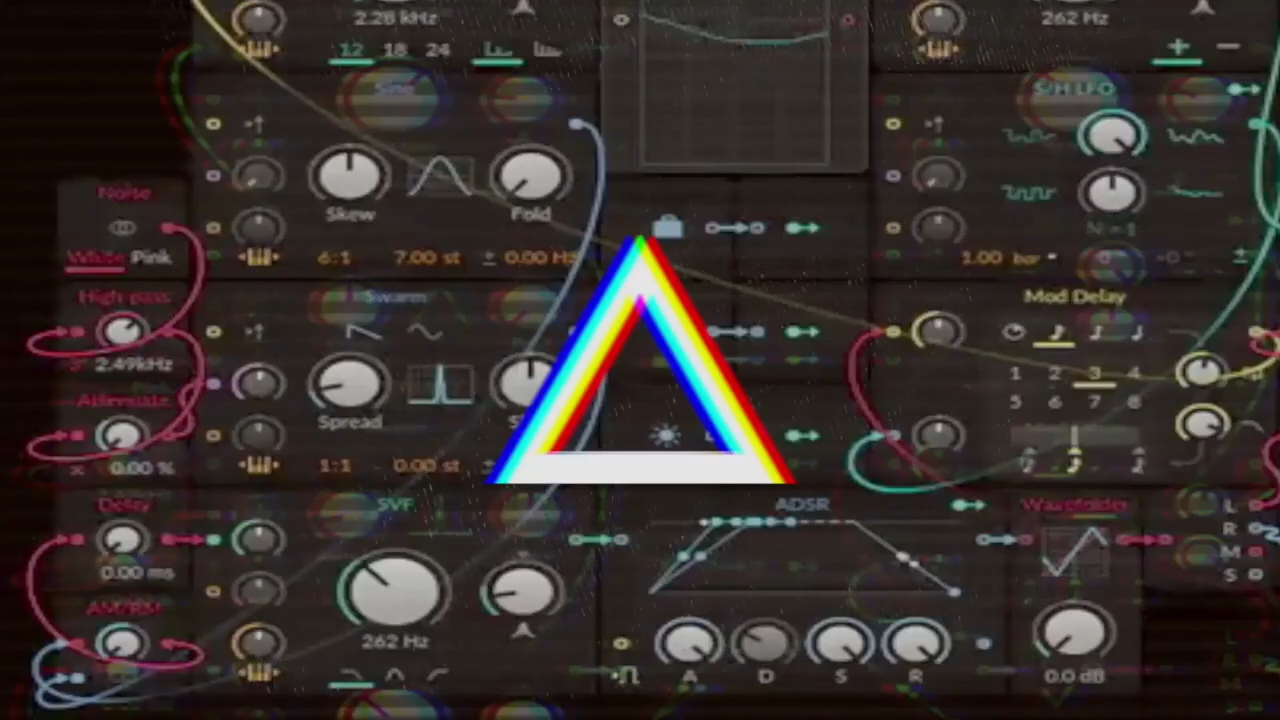 2.28 kHz
262 Hz
12 18 24
Sine
S/H LFO
Skew
Fold
Noise
N = 1
White Pink
6:1 7.00 st ± 0.00 Hz
1.00 bar
High-pass
Swarm
Mod Delay
2.49kHz
1 2 3 4
Attenuate
5 6 7 8
Spread
0.00 %
1:1 0.00 st
Delay
SVF
ADSR
Wavefolder
L
R
M
S
0.00 ms
AM/RM
262 Hz
A D S R
0.0 dB